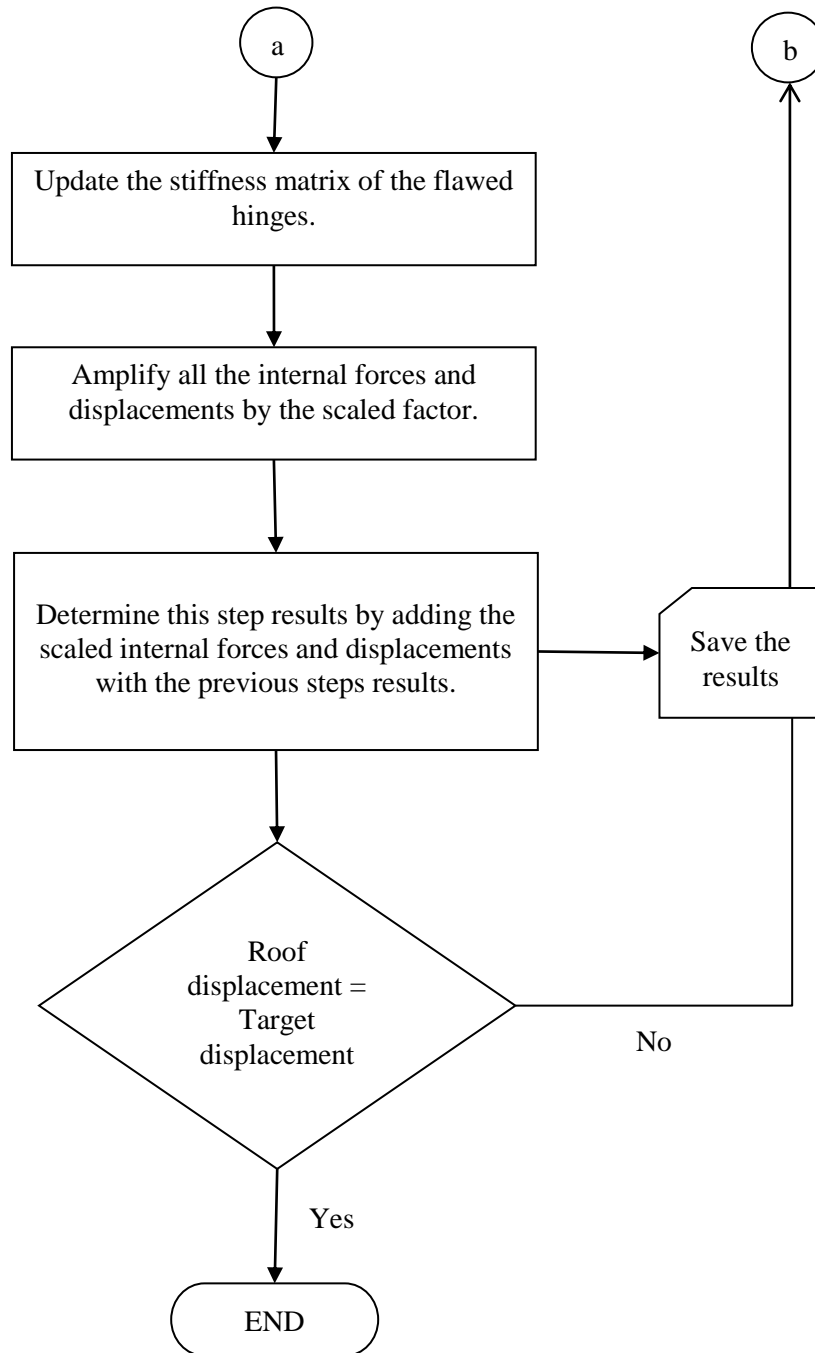 a
b
Update the stiffness matrix of the flawed
hinges.
Amplify all the internal forces and
displacements by the scaled factor.
Determine this step results by adding the
scaled internal forces and displacements
with the previous steps results.
Save the
results
Roof
displacement =
Target
displacement
No
Yes
END